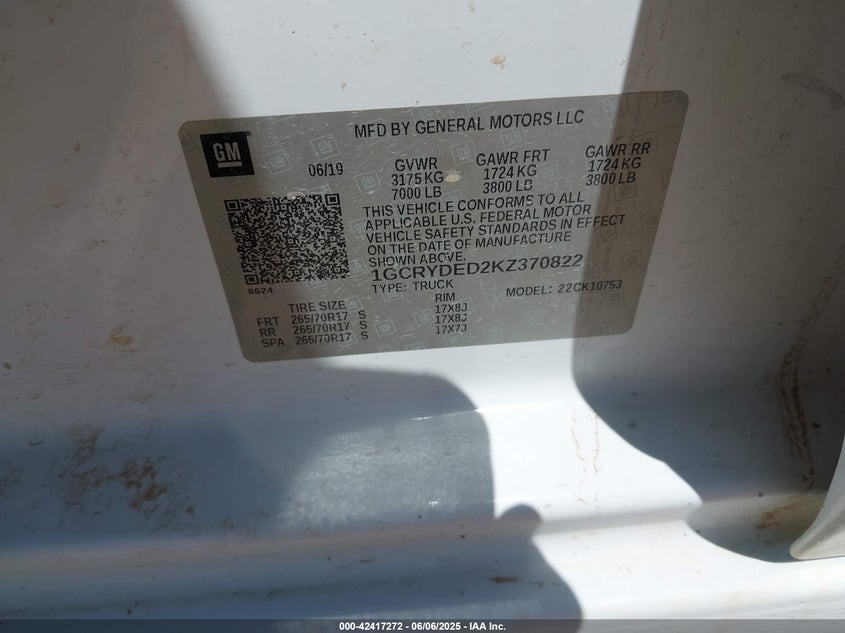 MFD BY GENERAL MOTORS LLC
GM
06/19
GVWR GAWR FRT GAWR RR
3175 KG 1724 KG 1724 KG
7000 LB 3800 LB 3800 LB
THIS VEHICLE CONFORMS TO ALL
APPLICABLE U.S. FEDERAL MOTOR
VEHICLE SAFETY STANDARDS IN EFFECT
ON THE DATE OF MANUFACTURE
SHOWN ABOVE.
8624
1GCRYDED2KZ370822
TYPE: TRUCK MODEL: 22CK10753
TIRE SIZE RIM
FRT 265/70R17 S 17X8J
RR 265/70R17 S 17X8J
SPA 265/70R17 S 17X7J
000-42417272 - 06/06/2025 - IAA Inc.